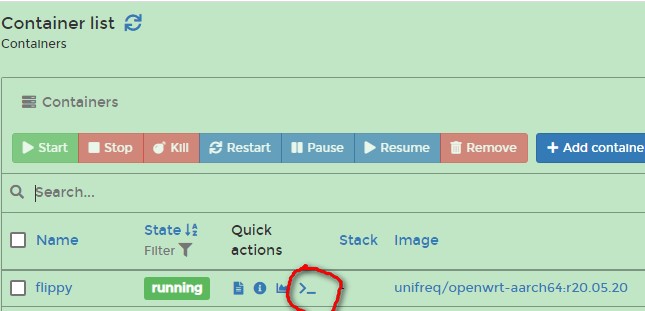 Container list
Containers
Containers
Start Stop Kill Restart Pause Resume Remove + Add containe
Search...
Name State Filter Quick actions Stack Image
flippy running >_ - unifreq/openwrt-aarch64:r20.05.20